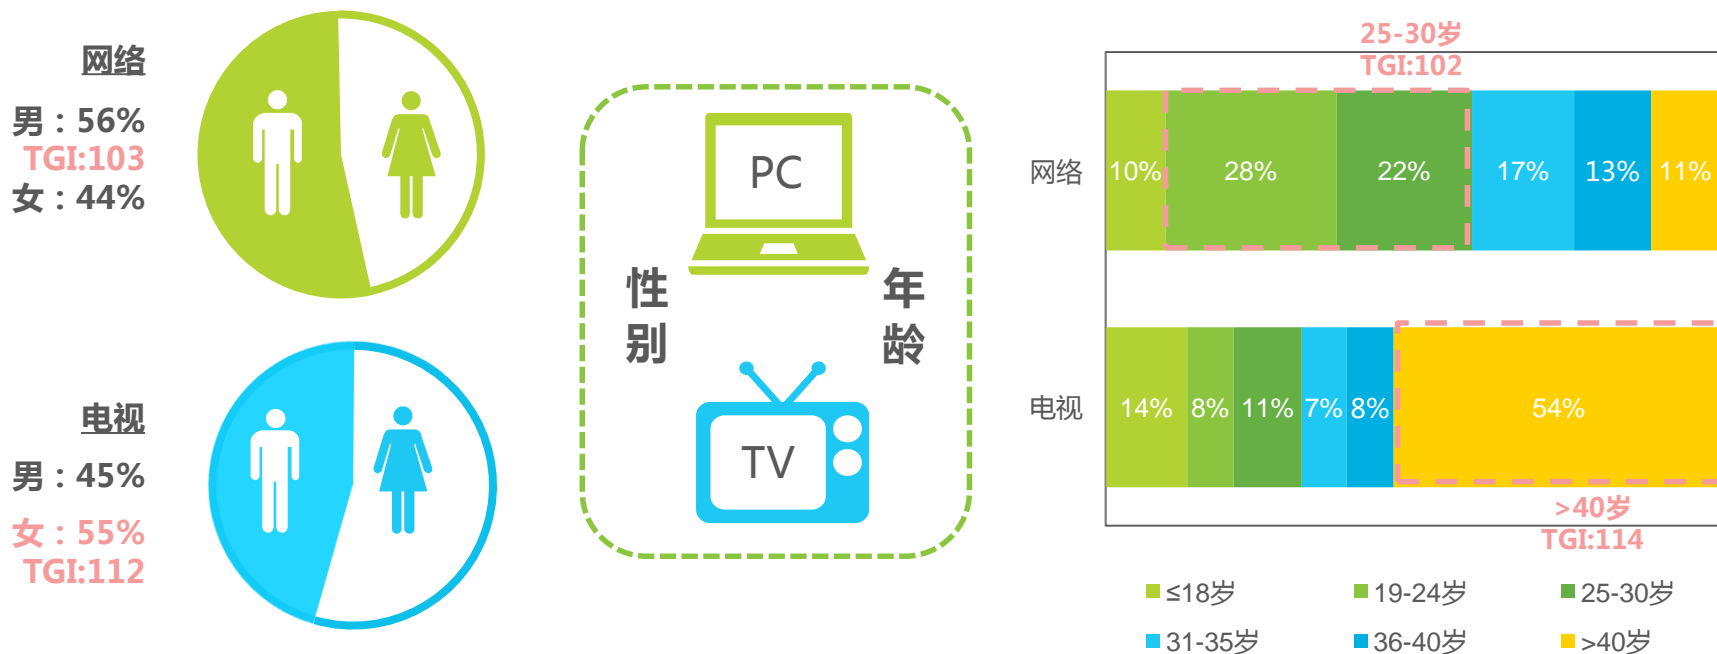 网络
男：56%
TGI:103
女：44%
电视
男：45%
女：55%
TGI:112
PC
性别
年龄
TV
25-30岁
TGI:102
网络
10% 28% 22% 17% 13% 11%
电视
14% 8% 11% 7% 8% 54%
>40岁
TGI:114
≤18岁 19-24岁 25-30岁
31-35岁 36-40岁 >40岁